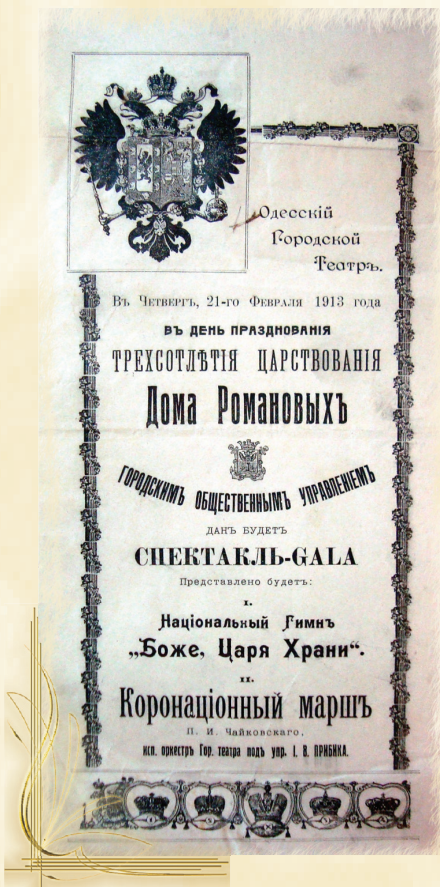 Одесскій
Городской
Театръ.
Въ Четвергъ, 21-го Февраля 1913 года
ВЪ ДЕНЬ ПРАЗДНОВАНІЯ
ТРЕХСОТЛѢТІЯ ЦАРСТВОВАНІЯ
Дома Романовыхъ
ГОРОДСКИМЪ ОБЩЕСТВЕННЫМЪ УПРАВЛЕНІЕМЪ
ДАНЪ БУДЕТЪ
СПЕКТАКЛЬ-GALA
Представлено будетъ:
I.
Національный Гимнъ
„Боже, Царя Храни“.
II.
Коронаціонный маршъ
П. И. Чайковскаго,
исп. оркестръ Гор. театра подъ упр. І. В. ПРИБИКА.